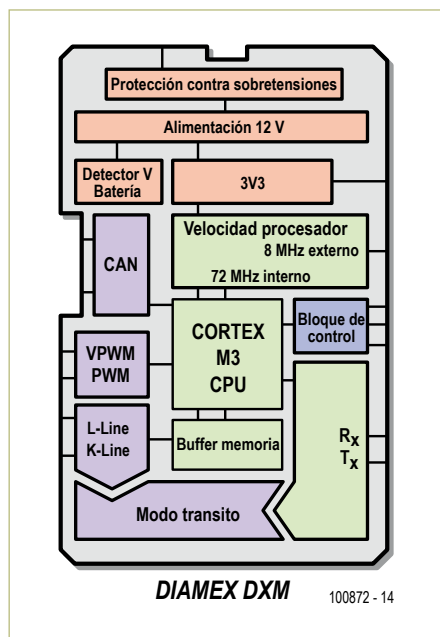 Protección contra sobretensiones
Alimentación 12 V
Detector V
Batería
3V3
Velocidad procesador
8 MHz externo
72 MHz interno
CAN
CORTEX
M3
CPU
Bloque de
control
VPWM
PWM
L-Line
K-Line
Buffer memoria
Rx
Tx
Modo transito
DIAMEX DXM
100872 - 14